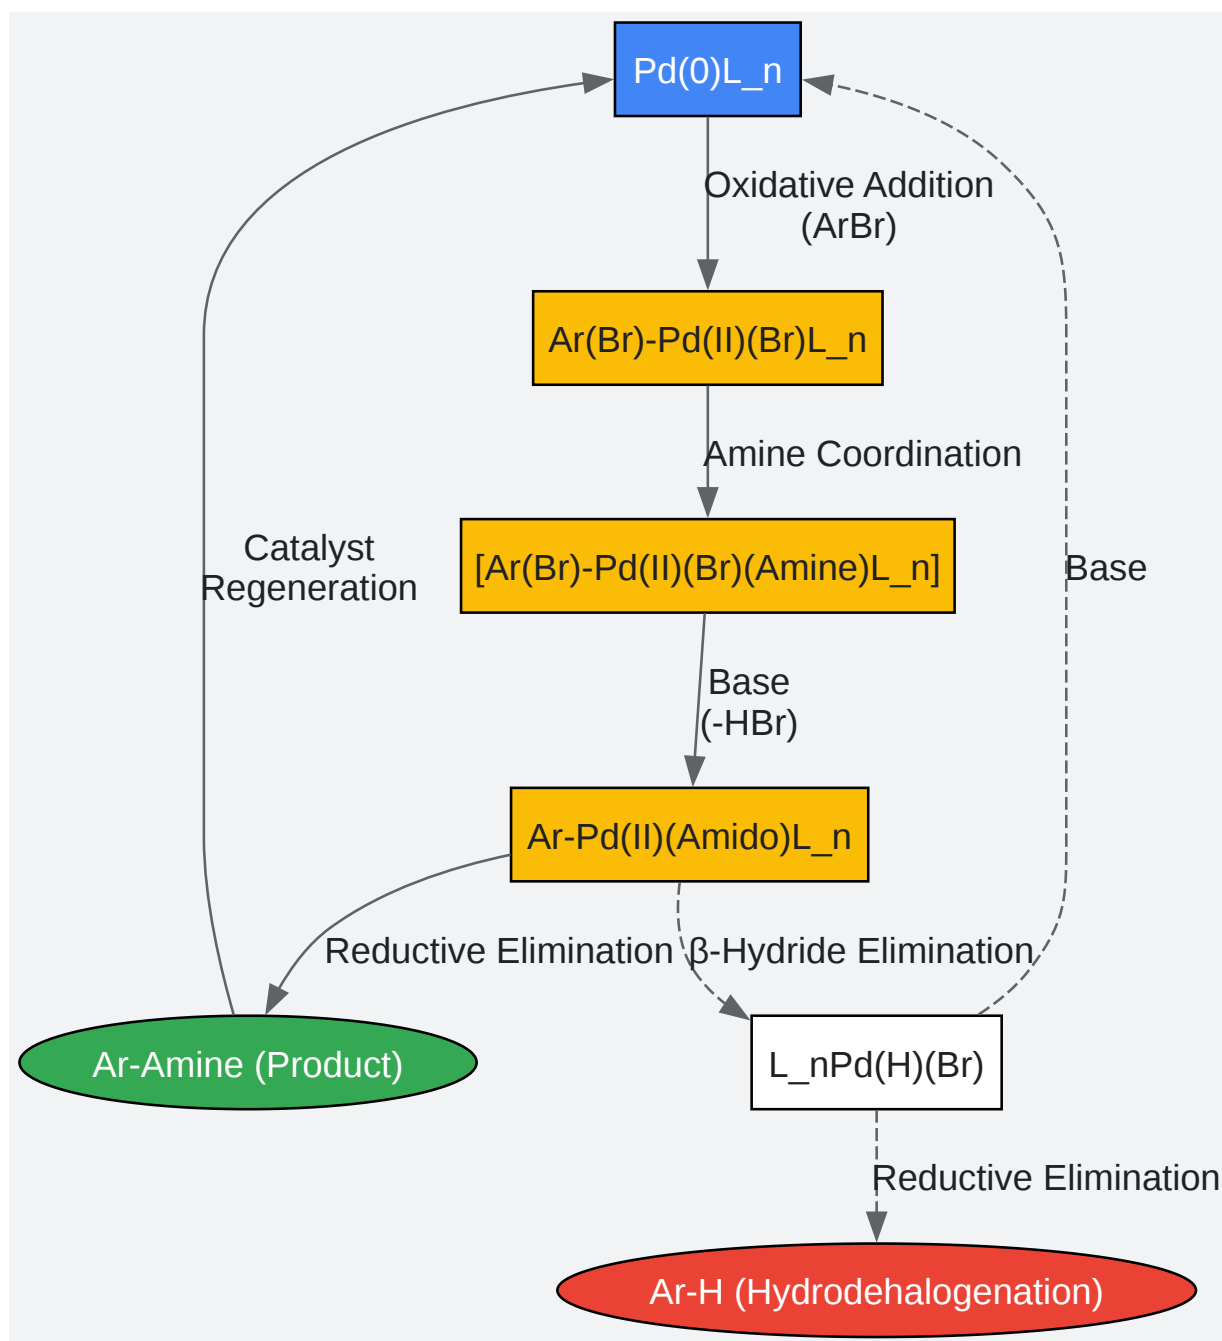 Pd(0)L_n
Oxidative Addition
(ArBr)
Ar(Br)-Pd(II)(Br)L_n
Amine Coordination
[Ar(Br)-Pd(II)(Br)(Amine)L_n]
Catalyst
Regeneration
Base
Base
(-HBr)
Ar-Pd(II)(Amido)L_n
Reductive Elimination
β-Hydride Elimination
Ar-Amine (Product)
L_nPd(H)(Br)
Reductive Elimination
Ar-H (Hydrodehalogenation)